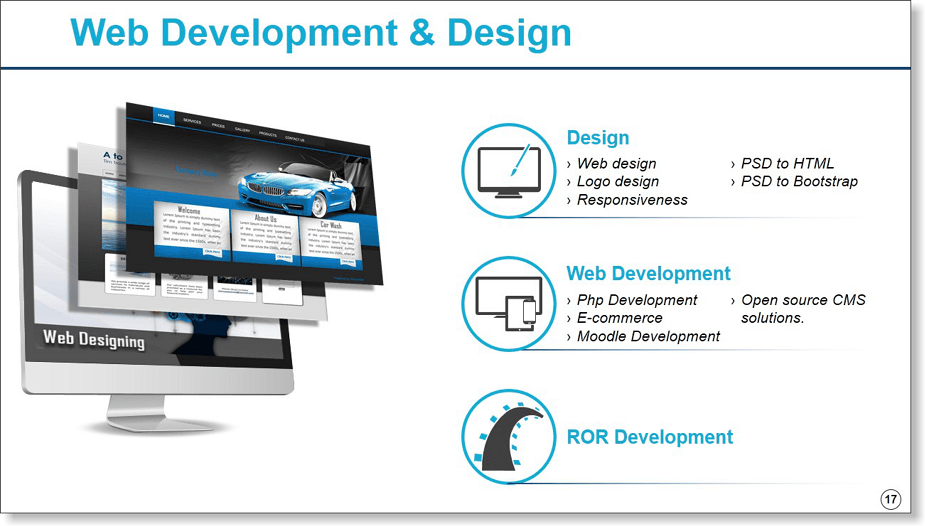 Web Development & Design
HOME SERVICES PRICES GALLERY PRODUCTS CONTACT US
A to
Welcome
About Us
Car Wash
Web Designing
Design
› Web design
› Logo design
› Responsiveness
› PSD to HTML
› PSD to Bootstrap
Web Development
› Php Development
› E-commerce
› Moodle Development
› Open source CMS
solutions.
ROR Development
17